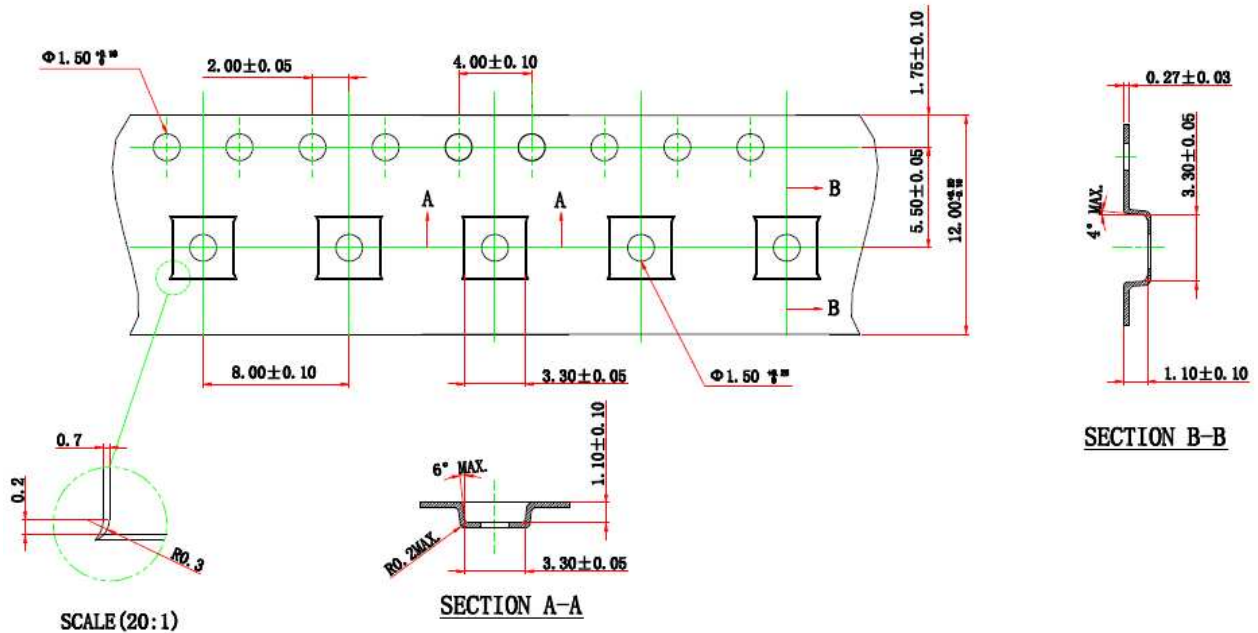 Φ1.50
2.00±0.05
4.00±0.10
1.75±0.10
0.27±0.03
3.30±0.05
5.50±0.05
12.00
B
A
A
4° MAX.
B
8.00±0.10
3.30±0.05
Φ1.50
1.10±0.10
SECTION B-B
0.7
0.2
R0.3
SCALE(20:1)
6° MAX.
1.10±0.10
R0.2MAX.
3.30±0.05
SECTION A-A